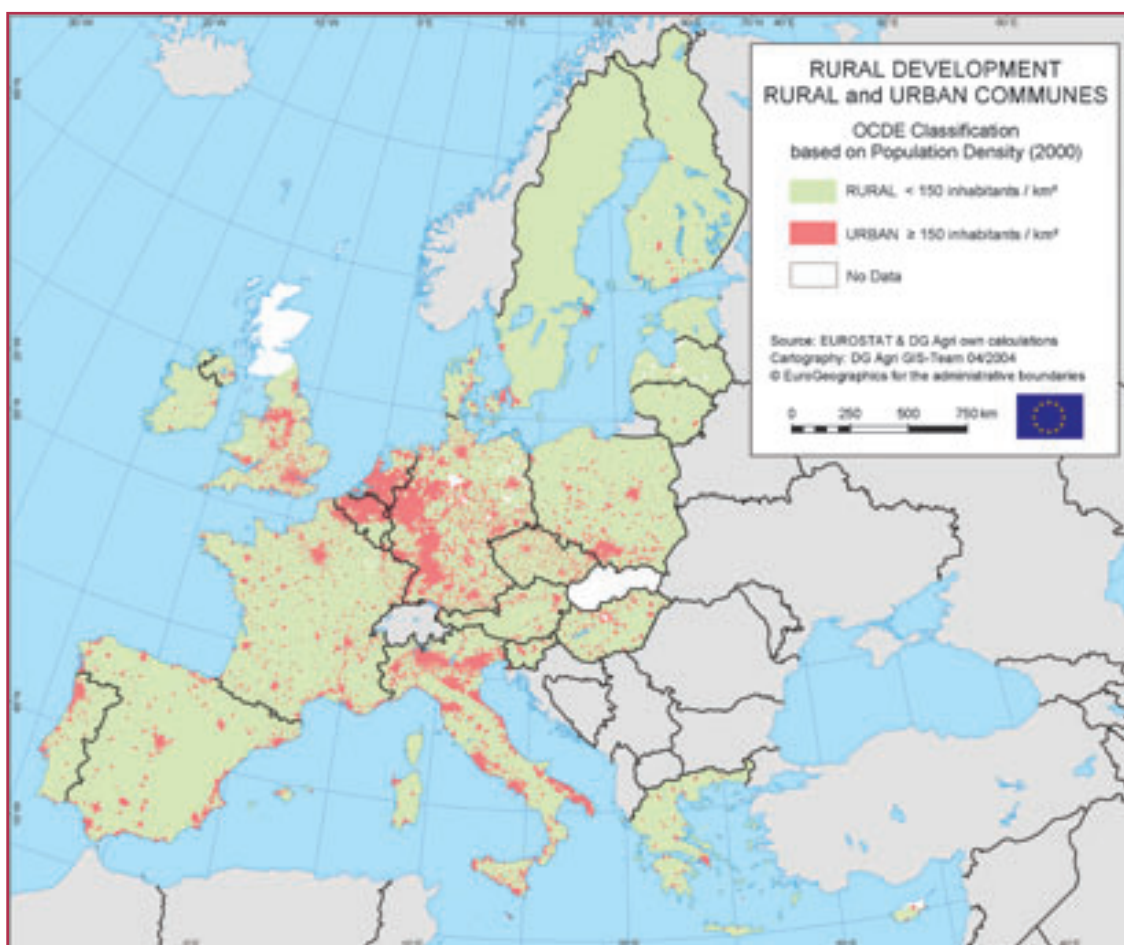 RURAL DEVELOPMENT
RURAL and URBAN COMMUNES
OCDE Classification
based on Population Density (2000)
RURAL < 150 inhabitants / km²
URBAN ≥ 150 inhabitants / km²
No Data
Source: EUROSTAT & DG Agri own calculations
Cartography: DG Agri GIS-Team 04/2004
© EuroGeographics for the administrative boundaries
0 250 500 750 km